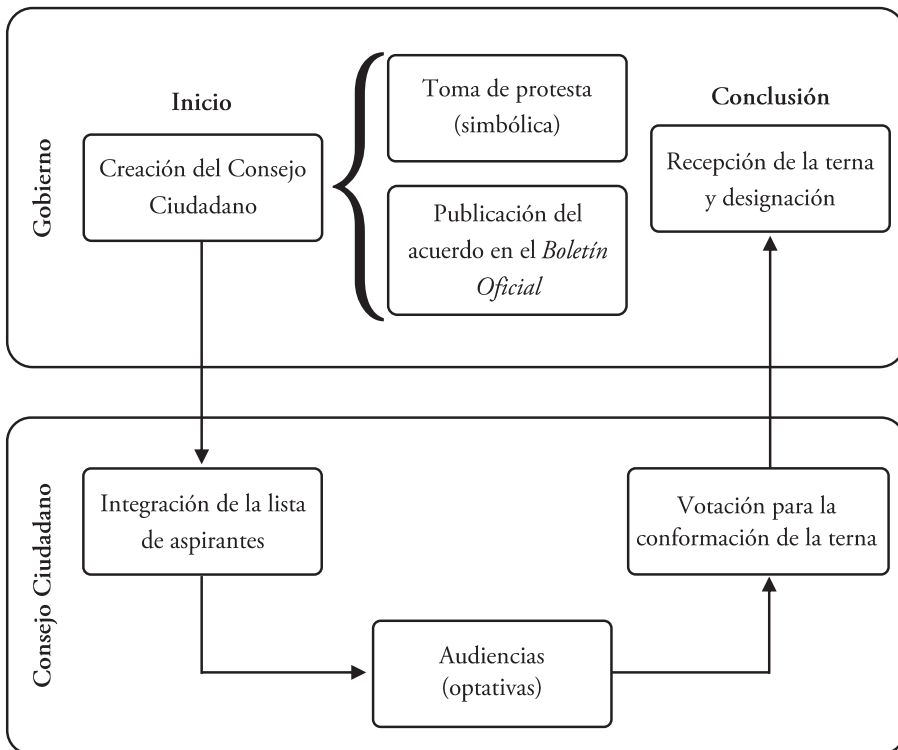 Gobierno
Inicio
Creación del Consejo
Ciudadano
Toma de protesta
(simbólica)
Publicación del
acuerdo en el Boletín
Oficial
Conclusión
Recepción de la terna
y designación
Consejo Ciudadano
Integración de la lista
de aspirantes
Audiencias
(optativas)
Votación para la
conformación de la terna